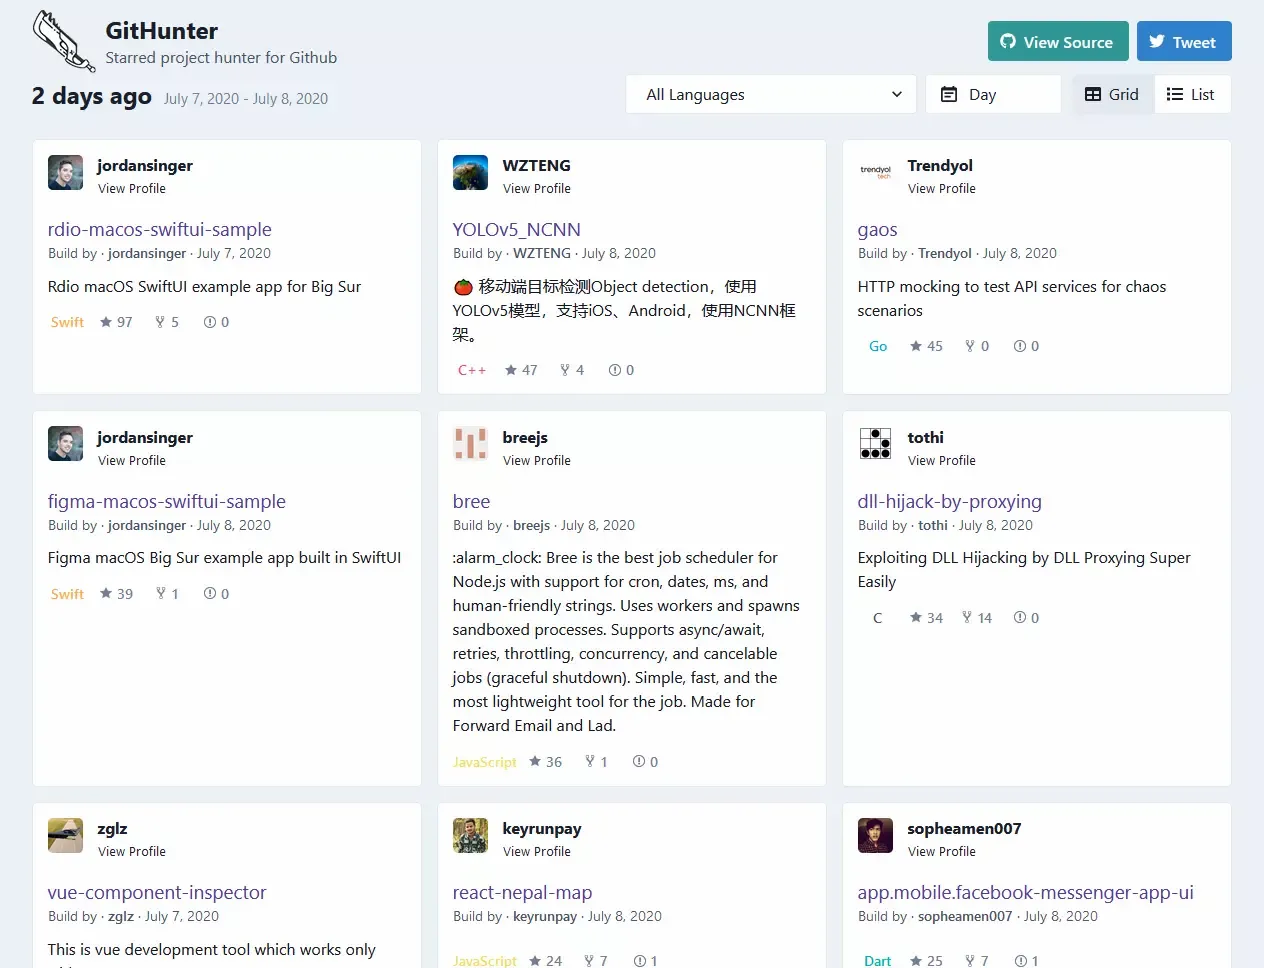 GitHunter
Starred project hunter for Github
View Source
Tweet
2 days ago July 7, 2020 - July 8, 2020
All Languages
Day
Grid
List
jordansinger
View Profile
rdio-macos-swiftui-sample
Build by · jordansinger · July 7, 2020
Rdio macOS SwiftUI example app for Big Sur
Swift 97 5 0
WZTENG
View Profile
YOLOv5_NCNN
Build by · WZTENG · July 8, 2020
🍅 移动端目标检测Object detection，使用
YOLOv5模型，支持iOS、Android，使用NCNN框
架。
C++ 47 4 0
trendyol
tech
Trendyol
View Profile
gaos
Build by · Trendyol · July 8, 2020
HTTP mocking to test API services for chaos
scenarios
Go 45 0 0
jordansinger
View Profile
figma-macos-swiftui-sample
Build by · jordansinger · July 8, 2020
Figma macOS Big Sur example app built in SwiftUI
Swift 39 1 0
breejs
View Profile
bree
Build by · breejs · July 8, 2020
:alarm_clock: Bree is the best job scheduler for
Node.js with support for cron, dates, ms, and
human-friendly strings. Uses workers and spawns
sandboxed processes. Supports async/await,
retries, throttling, concurrency, and cancelable
jobs (graceful shutdown). Simple, fast, and the
most lightweight tool for the job. Made for
Forward Email and Lad.
JavaScript 36 1 0
tothi
View Profile
dll-hijack-by-proxying
Build by · tothi · July 8, 2020
Exploiting DLL Hijacking by DLL Proxying Super
Easily
C 34 14 0
zglz
View Profile
vue-component-inspector
Build by · zglz · July 7, 2020
This is vue development tool which works only
keyrunpay
View Profile
react-nepal-map
Build by · keyrunpay · July 8, 2020
JavaScript 24 7 1
sopheamen007
View Profile
app.mobile.facebook-messenger-app-ui
Build by · sopheamen007 · July 8, 2020
Dart 25 7 1